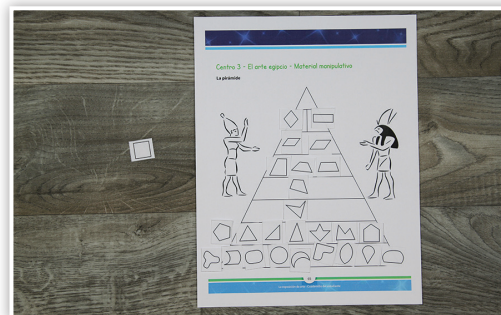 Centro 3 • El arte egipcio • Material manipulativo
La pirámide